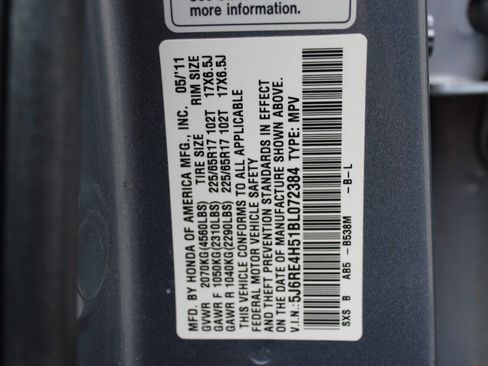 more information.
MFD. BY HONDA OF AMERICA MFG., INC. 05/'11
TIRE SIZE RIM SIZE
GVWR 2070KG(4560LBS)
GAWR F 1050KG(2310LBS) 225/65R17 102T 17X6.5J
GAWR R 1040KG(2290LBS) 225/65R17 102T 17X6.5J
THIS VEHICLE CONFORMS TO ALL APPLICABLE
FEDERAL MOTOR VEHICLE SAFETY
AND THEFT PREVENTION STANDARDS IN EFFECT
ON THE DATE OF MANUFACTURE SHOWN ABOVE.
V.I.N.: 5J6RE4H51BL072384 TYPE: MPV
SXS B AB5 - B538M -B-L